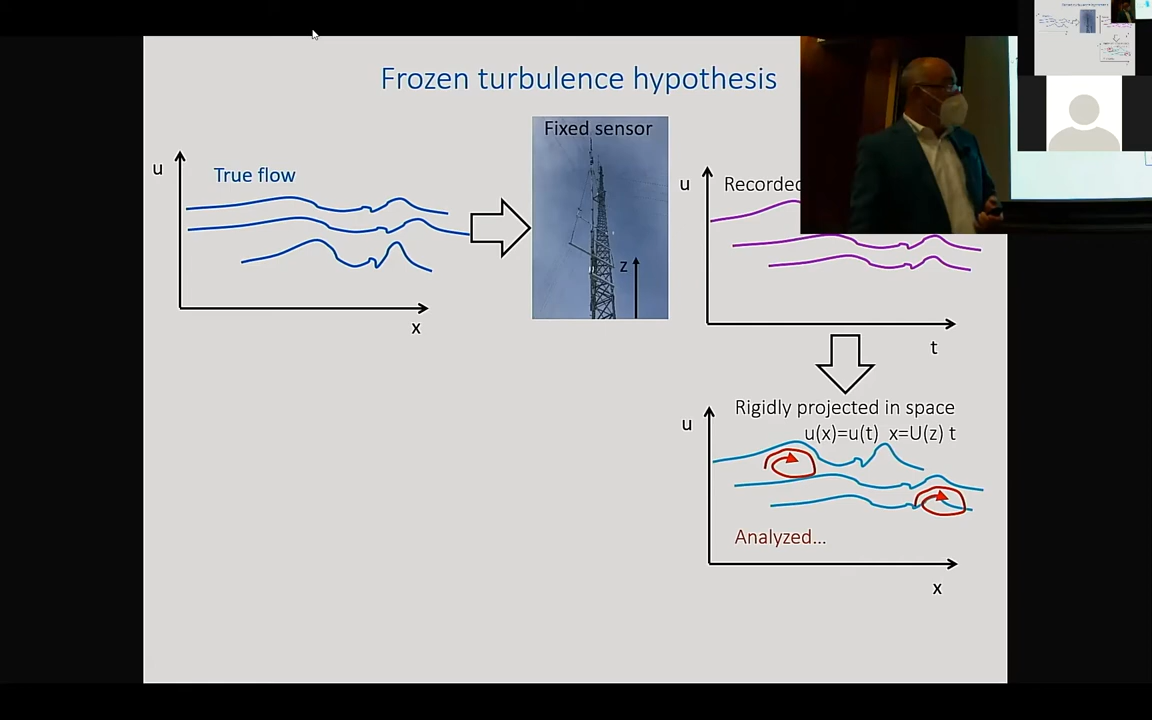 Frozen turbulence hypothesis
u
True flow
x
Fixed sensor
z
u
Recorded
t
Rigidly projected in space
u(x)=u(t) x=U(z) t
u
Analyzed...
x